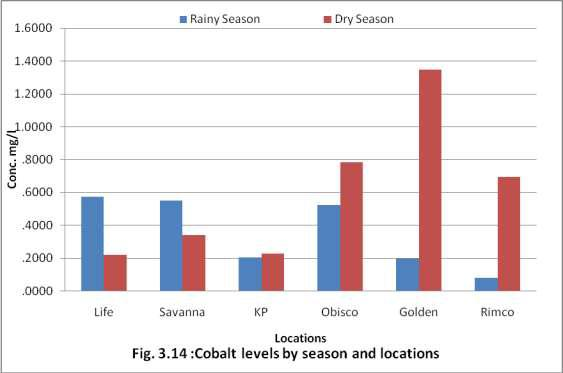 Rainy Season Dry Season
1.6000
1.4000
1.2000
1.0000
.8000
.6000
.4000
.2000
.0000
Conc. mg/l
Life Savanna KP Obisco Golden Rimco
Locations
Fig. 3.14 :Cobalt levels by season and locations